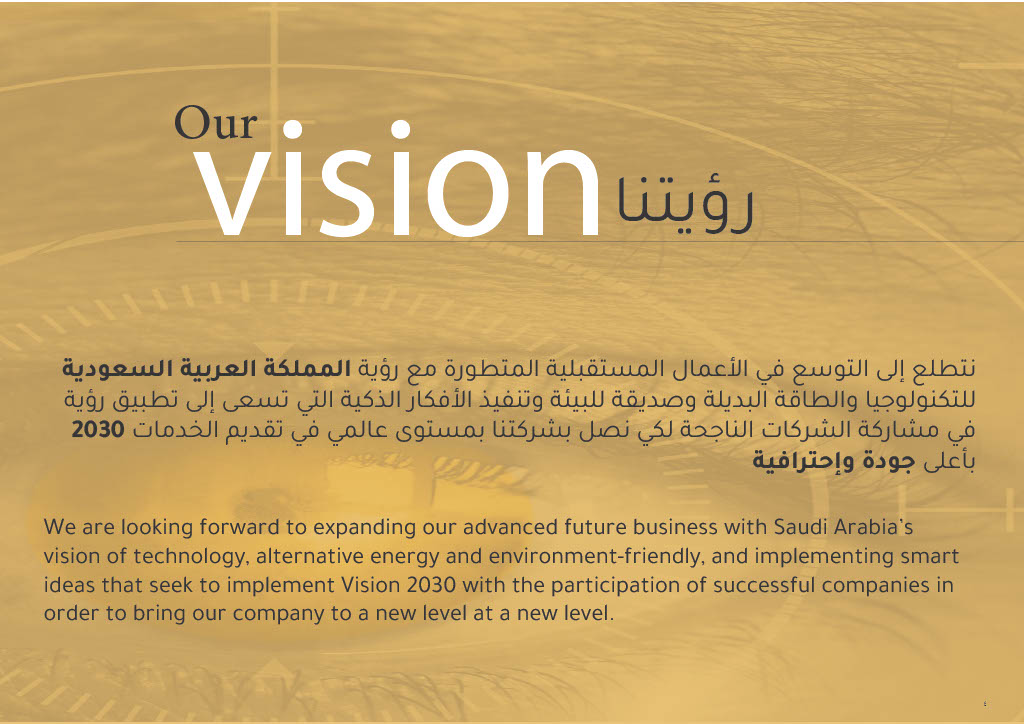 Our
vision رؤيتنا
نتطلع إلى التوسع في الأعمال المستقبلية المتطورة مع رؤية المملكة العربية السعودية
للتكنولوجيا والطاقة البديلة وصديقة للبيئة وتنفيذ الأفكار الذكية التي تسعى إلى تطبيق رؤية
في مشاركة الشركات الناجحة لكي نصل بشركتنا بمستوى عالمي في تقديم الخدمات 2030
بأعلى جودة وإحترافية
We are looking forward to expanding our advanced future business with Saudi Arabia's
vision of technology, alternative energy and environment-friendly, and implementing smart
ideas that seek to implement Vision 2030 with the participation of successful companies in
order to bring our company to a new level at a new level.